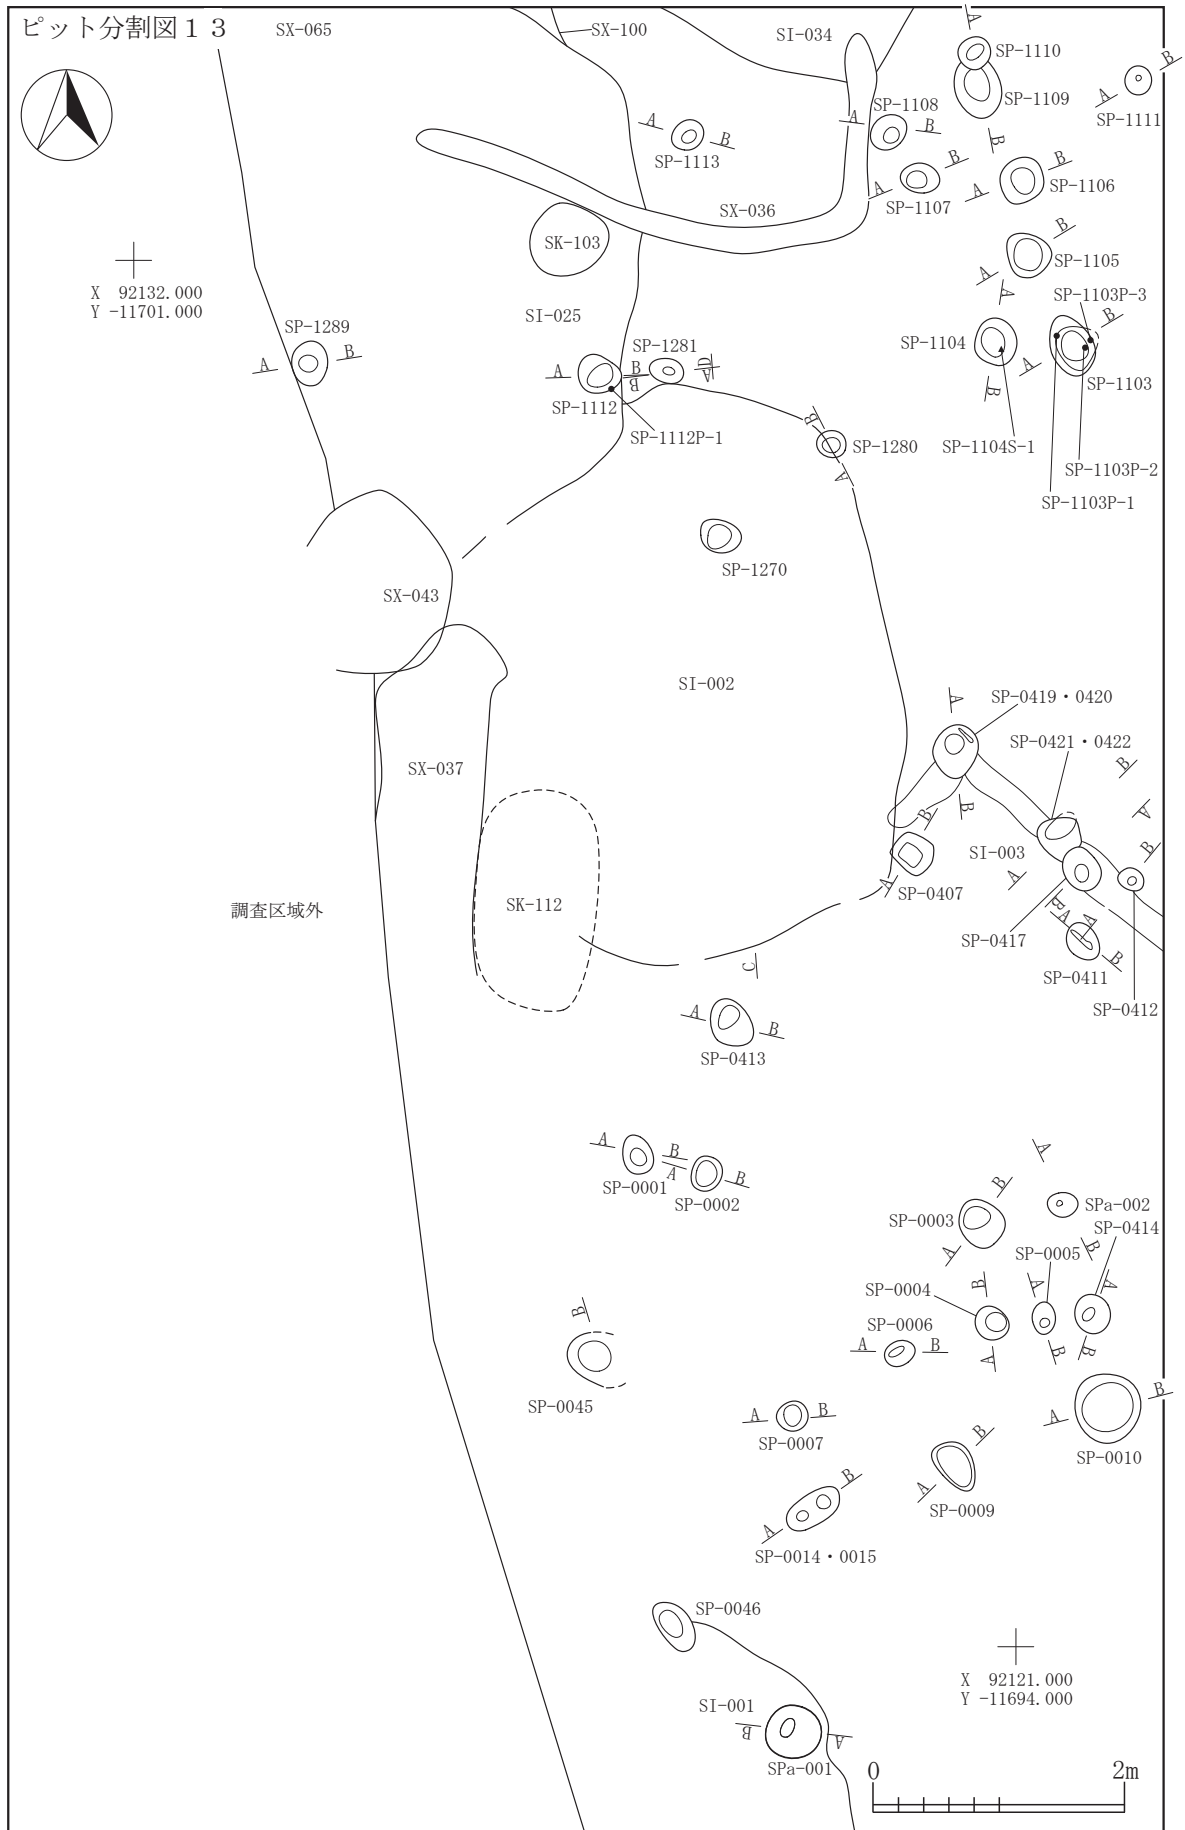 ピット分割図１３
SX-065
SX-100
SI-034
A
SP-1110
B
SP-1109
A
SP-1111
SP-1108
A
B
A
B
SP-1113
B
B
SP-1107
A
B
SP-1106
A
SX-036
SK-103
B
SP-1105
A
X 92132.000
Y -11701.000
A
SP-1103P-3
B
SI-025
SP-1289
A
B
SP-1281
SP-1104
A
SP-1103
A
B
B
D
A
SP-1112
B
SP-1112P-1
B
SP-1280
A
SP-1104S-1
SP-1103P-2
SP-1103P-1
SP-1270
SX-043
SI-002
A
SP-0419・0420
SP-0421・0422
B
SX-037
B
B
A
SI-003
B
A
A
SP-0407
調査区域外
SK-112
B
A
A
SP-0417
B
SP-0411
SP-0412
C
A
B
SP-0413
A
B
A
B
SP-0001
SP-0002
A
B
SPa-002
SP-0003
SP-0414
A
B
SP-0005
B
A
A
SP-0004
SP-0006
A
B
A
B
B
B
SP-0045
A
B
SP-0007
B
A
SP-0010
B
A
SP-0009
B
A
SP-0014・0015
SP-0046
X 92121.000
Y -11694.000
SI-001
B
A
SPa-001
0
2m